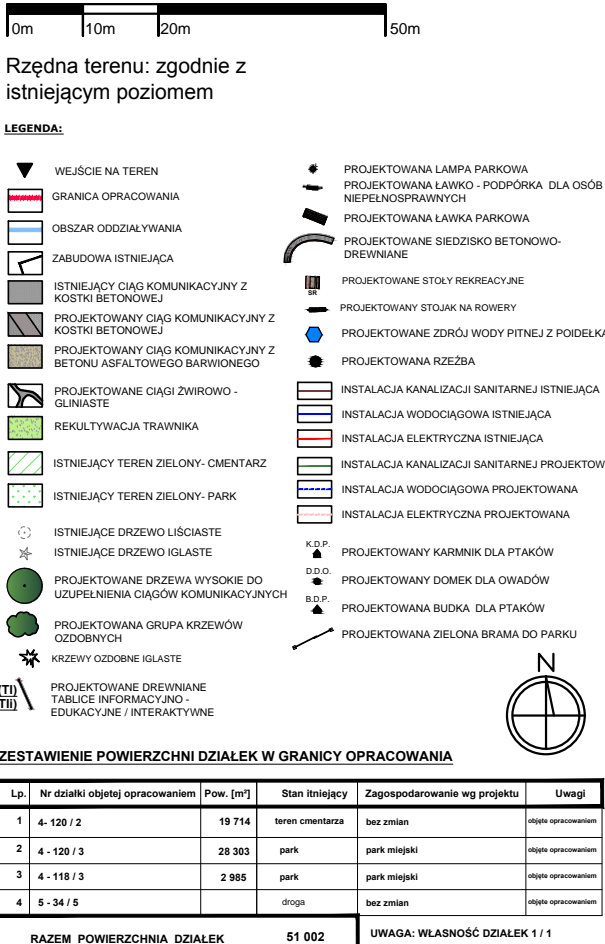 0m 10m 20m 50m
Rzędna terenu: zgodnie z
istniejącym poziomem
LEGENDA:
WEJŚCIE NA TEREN
GRANICA OPRACOWANIA
OBSZAR ODDZIAŁYWANIA
ZABUDOWA ISTNIEJĄCA
ISTNIEJĄCY CIĄG KOMUNIKACYJNY Z
KOSTKI BETONOWEJ
PROJEKTOWANY CIĄG KOMUNIKACYJNY Z
KOSTKI BETONOWEJ
PROJEKTOWANY CIĄG KOMUNIKACYJNY Z
BETONU ASFALTOWEGO BARWIONEGO
PROJEKTOWANE CIĄGI ŻWIROWO -
GLINIASTE
REKULTYWACJA TRAWNIKA
ISTNIEJĄCY TEREN ZIELONY- CMENTARZ
ISTNIEJĄCY TEREN ZIELONY- PARK
ISTNIEJĄCE DRZEWO LIŚCIASTE
ISTNIEJĄCE DRZEWO IGLASTE
PROJEKTOWANE DRZEWA WYSOKIE DO
UZUPEŁNIENIA CIĄGÓW KOMUNIKACYJNYCH
PROJEKTOWANA GRUPA KRZEWÓW
OZDOBNYCH
KRZEWY OZDOBNE IGLASTE
(TI)
TIi)
PROJEKTOWANE DREWNIANE
TABLICE INFORMACYJNO -
EDUKACYJNE / INTERAKTYWNE
PROJEKTOWANA LAMPA PARKOWA
PROJEKTOWANA ŁAWKO - PODPÓRKA DLA OSÓB
NIEPEŁNOSPRAWNYCH
PROJEKTOWANA ŁAWKA PARKOWA
PROJEKTOWANE SIEDZISKO BETONOWO-
DREWNIANE
SR
PROJEKTOWANE STOŁY REKREACYJNE
PROJEKTOWANY STOJAK NA ROWERY
PROJEKTOWANE ZDRÓJ WODY PITNEJ Z POIDEŁKA
PROJEKTOWANA RZEŹBA
INSTALACJA KANALIZACJI SANITARNEJ ISTNIEJĄCA
INSTALACJA WODOCIĄGOWA ISTNIEJĄCA
INSTALACJA ELEKTRYCZNA ISTNIEJĄCA
INSTALACJA KANALIZACJI SANITARNEJ PROJEKTOW
INSTALACJA WODOCIĄGOWA PROJEKTOWANA
INSTALACJA ELEKTRYCZNA PROJEKTOWANA
K.D.P.
PROJEKTOWANY KARMNIK DLA PTAKÓW
D.D.O.
PROJEKTOWANY DOMEK DLA OWADÓW
B.D.P.
PROJEKTOWANA BUDKA DLA PTAKÓW
PROJEKTOWANA ZIELONA BRAMA DO PARKU
N
ZESTAWIENIE POWIERZCHNI DZIAŁEK W GRANICY OPRACOWANIA
Lp. Nr działki objetej opracowaniem Pow. [m²] Stan itniejący Zagospodarowanie wg projektu Uwagi
1 4- 120 / 2 19 714 teren cmentarza bez zmian objęte opracowaniem
2 4 - 120 / 3 28 303 park park miejski objęte opracowaniem
3 4 - 118 / 3 2 985 park park miejski objęte opracowaniem
4 5 - 34 / 5 droga bez zmian objęte opracowaniem
RAZEM POWIERZCHNIA DZIAŁEK 51 002 UWAGA: WŁASNOŚĆ DZIAŁEK 1 / 1